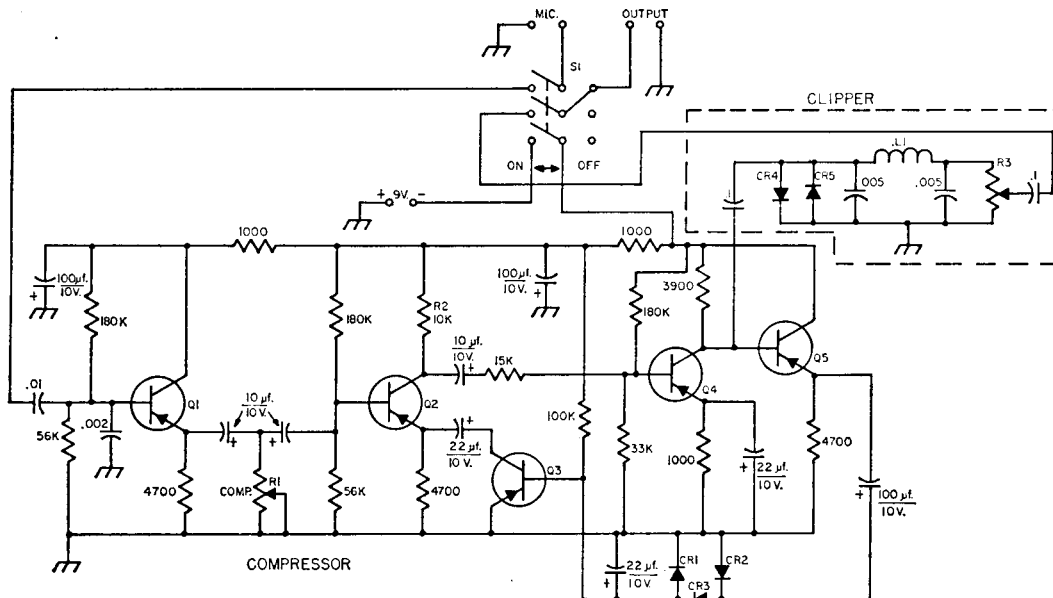 MIC.
OUTPUT
S1
CLIPPER
ON
OFF
+ 9V. -
CR4
CR5
.005
L1
.005
R3
.1
.1
1000
1000
100 µf.
10V.
+
180K
180K
R2
10K
100 µf.
10V.
+
180K
3900
.01
Q1
10 µf.
10V.
+
+
Q2
10 µf.
10V.
+
15K
Q4
Q5
56K
.002
4700
COMP.
R1
56K
4700
22 µf.
10V.
+
Q3
100K
33K
1000
22 µf.
10V.
+
4700
100 µf.
10V.
+
COMPRESSOR
22 µf.
10V.
+
CR1
CR2
CR3